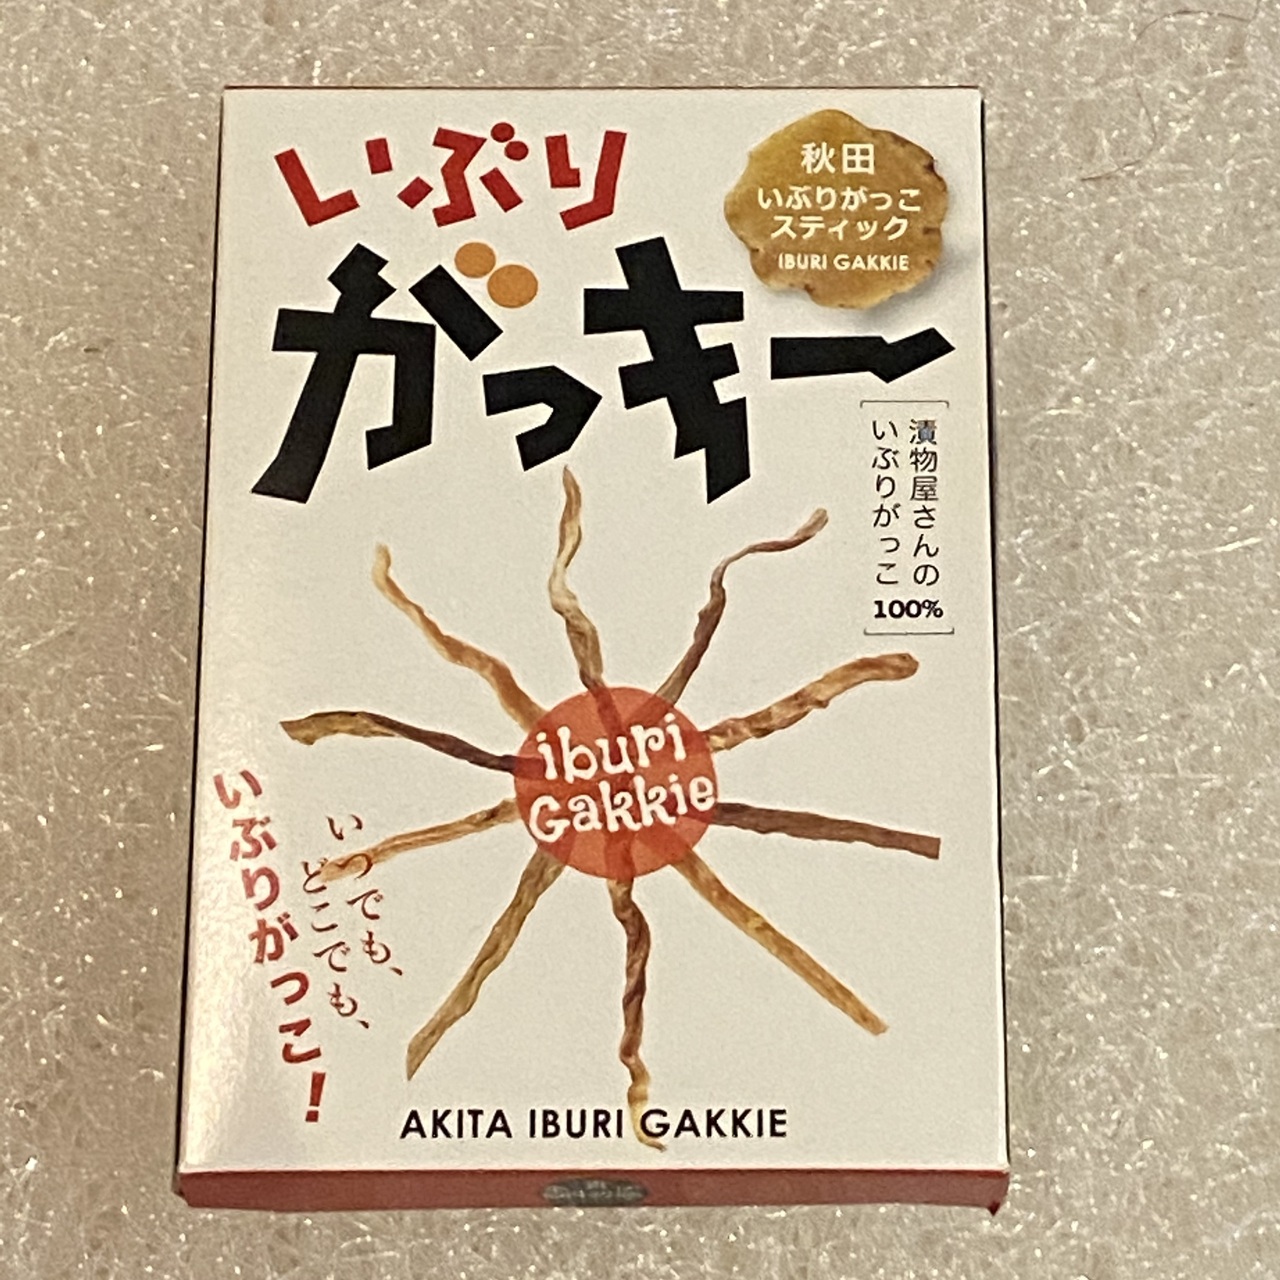 いぶり
がっキー
秋田
いぶりがっこ
スティック
IBURI GAKKIE
漬物屋さんの
いぶりがっこ
100%
iburi
Gakkie
いつでも、
どこでも、
いぶりがっこ!
AKITA IBURI GAKKIE